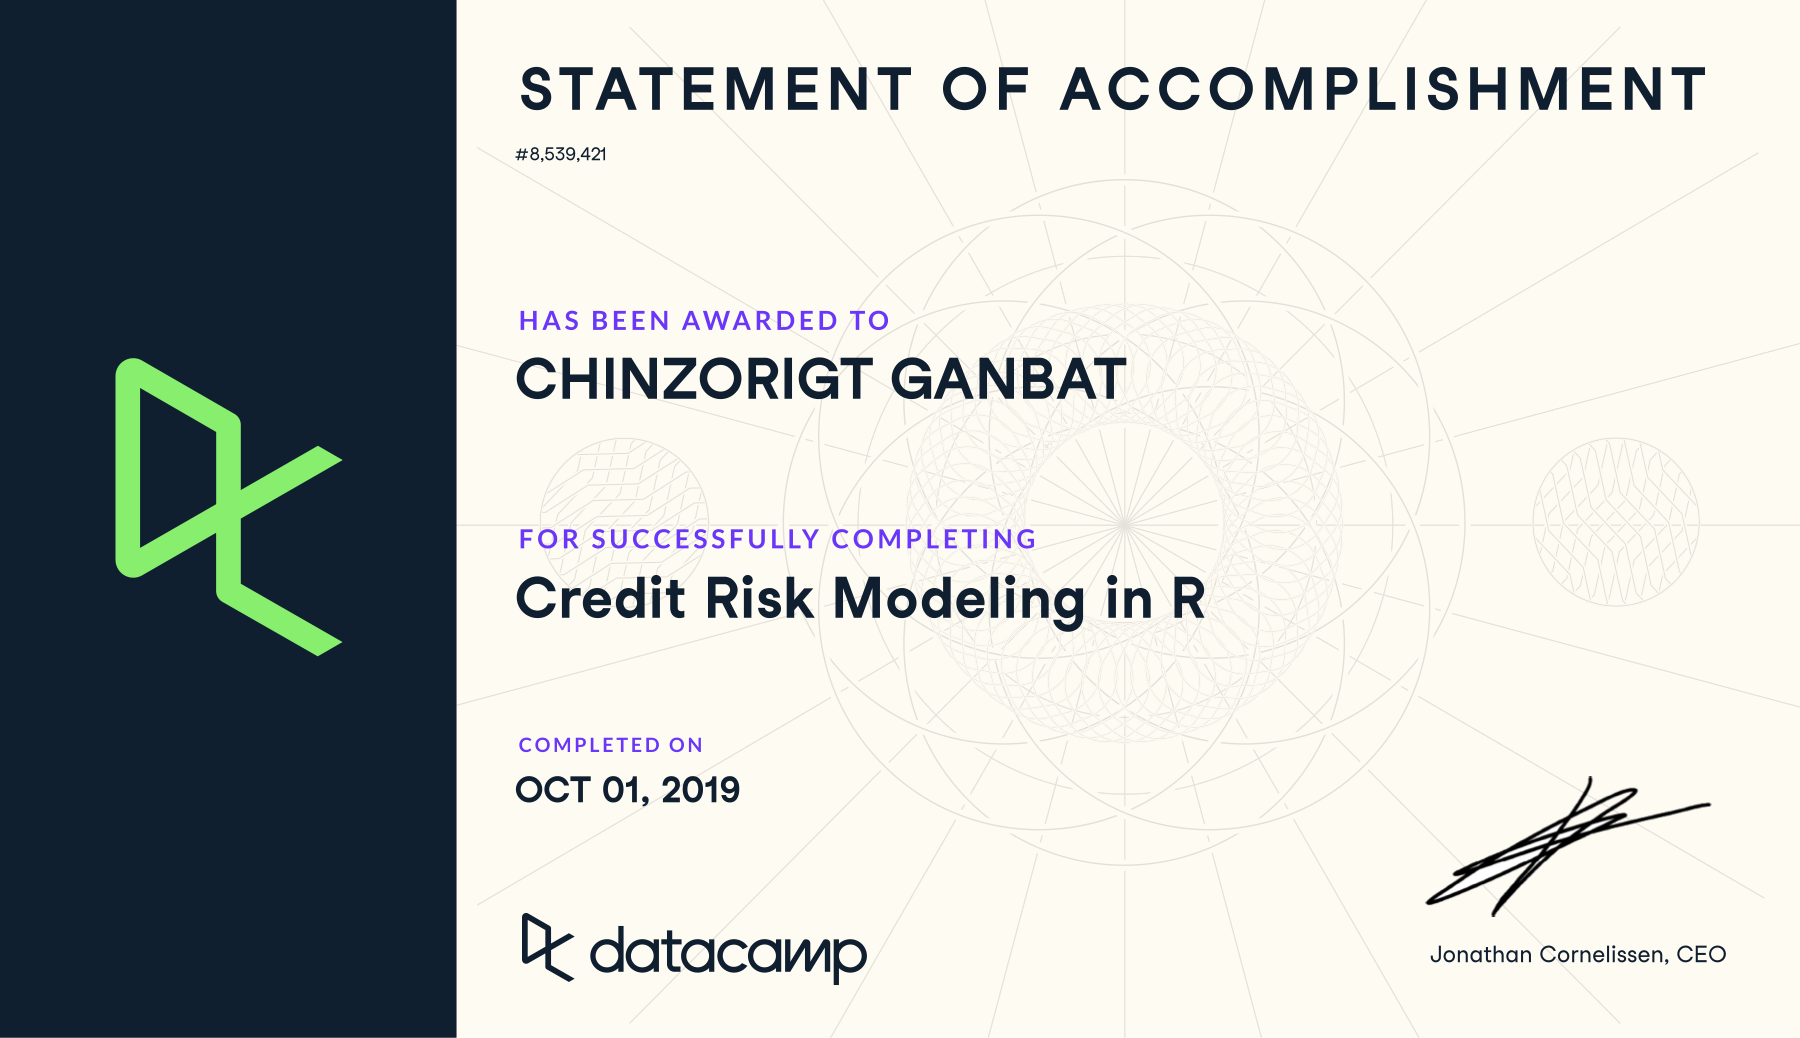 STATEMENT OF ACCOMPLISHMENT
#8,539,421
HAS BEEN AWARDED TO
CHINZORIGT GANBAT
FOR SUCCESSFULLY COMPLETING
Credit Risk Modeling in R
COMPLETED ON
OCT 01, 2019
datacamp
Jonathan Cornelissen, CEO